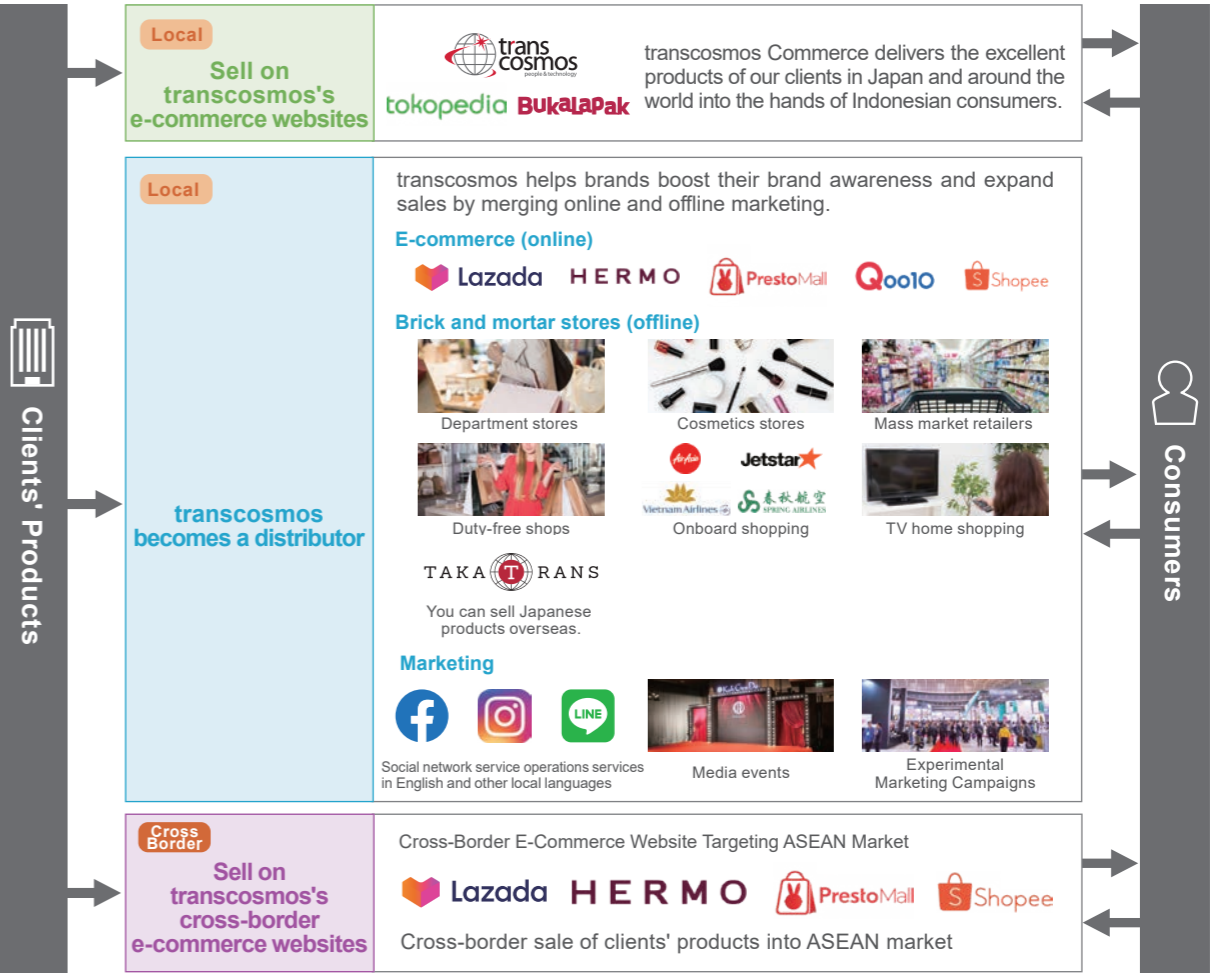 Clients' Products
Local
Sell on
transcosmos's
e-commerce websites
trans
cosmos
people & technology
tokopedia BukaLapak
transcosmos Commerce delivers the excellent
products of our clients in Japan and around the
world into the hands of Indonesian consumers.
Local
transcosmos
becomes a distributor
transcosmos helps brands boost their brand awareness and expand
sales by merging online and offline marketing.
E-commerce (online)
Lazada HERMO PrestoMall Qoo10 S Shopee
Brick and mortar stores (offline)
Department stores
Cosmetics stores
Mass market retailers
Duty-free shops
AirAsia
Jetstar
Vietnam Airlines
春秋航空
SPRING AIRLINES
Onboard shopping
TV home shopping
TAKA T TRANS
You can sell Japanese
products overseas.
Marketing
LINE
Social network service operations services
in English and other local languages
Media events
Experimental
Marketing Campaigns
Cross
Border
Sell on
transcosmos's
cross-border
e-commerce websites
Cross-Border E-Commerce Website Targeting ASEAN Market
Lazada HERMO PrestoMall S Shopee
Cross-border sale of clients' products into ASEAN market
Consumers